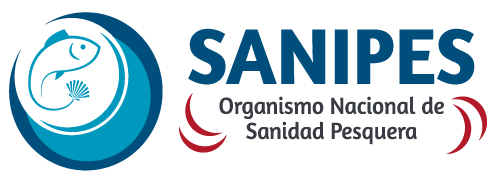 SANIPES
Organismo Nacional de
Sanidad Pesquera